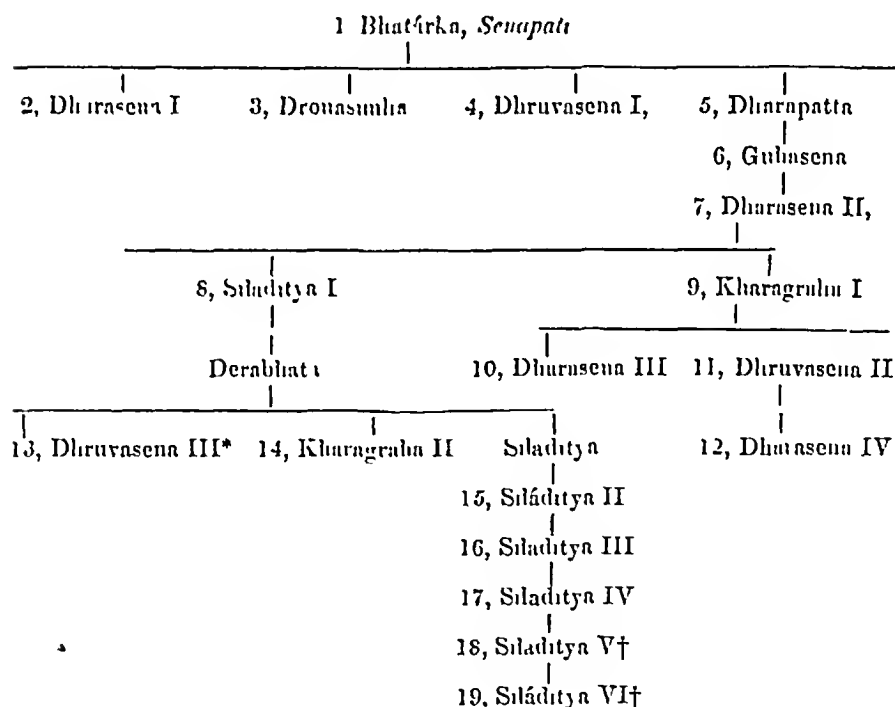 1 Bhatárka, Senapati
2, Dharasena I 3, Dronasinha 4, Dhruvasena I, 5, Dharapatta
6, Guhasena
7, Dharasena II,
8, Siladitya I 9, Kharagraha I
Derabhata 10, Dharasena III 11, Dhruvasena II
13, Dhruvasena III* 14, Kharagraha II Siladitya 12, Dharasena IV
15, Siláditya II
16, Siladitya III
17, Siladitya IV
18, Siladitya V†
19, Siláditya VI†